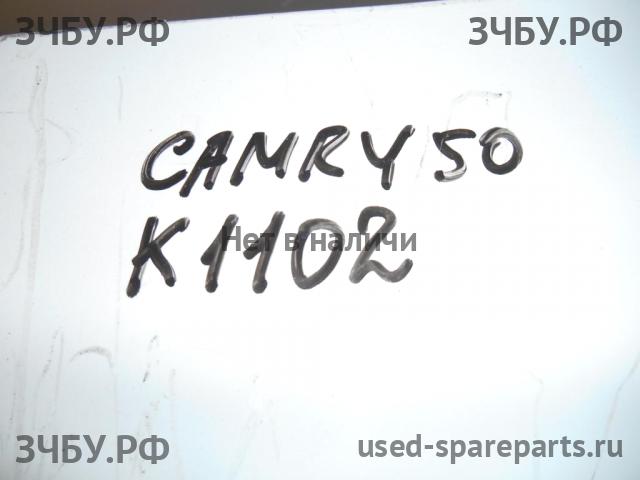 ЗЧБУ.РФ ЗЧБУ.РФ
CAMRY 50
K1102
Нет в наличи
ЗЧБУ.РФ used-spareparts.ru